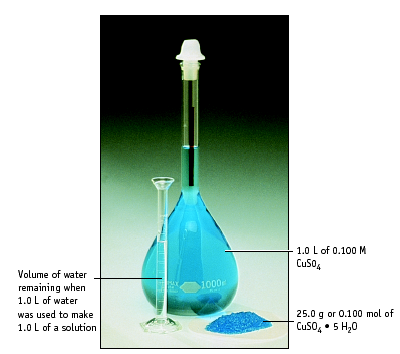 1000
1.0 L of 0.100 M
CuSO₄
Volume of water
remaining when
1.0 L of water
was used to make
1.0 L of a solution
25.0 g or 0.100 mol of
CuSO₄ • 5 H₂O